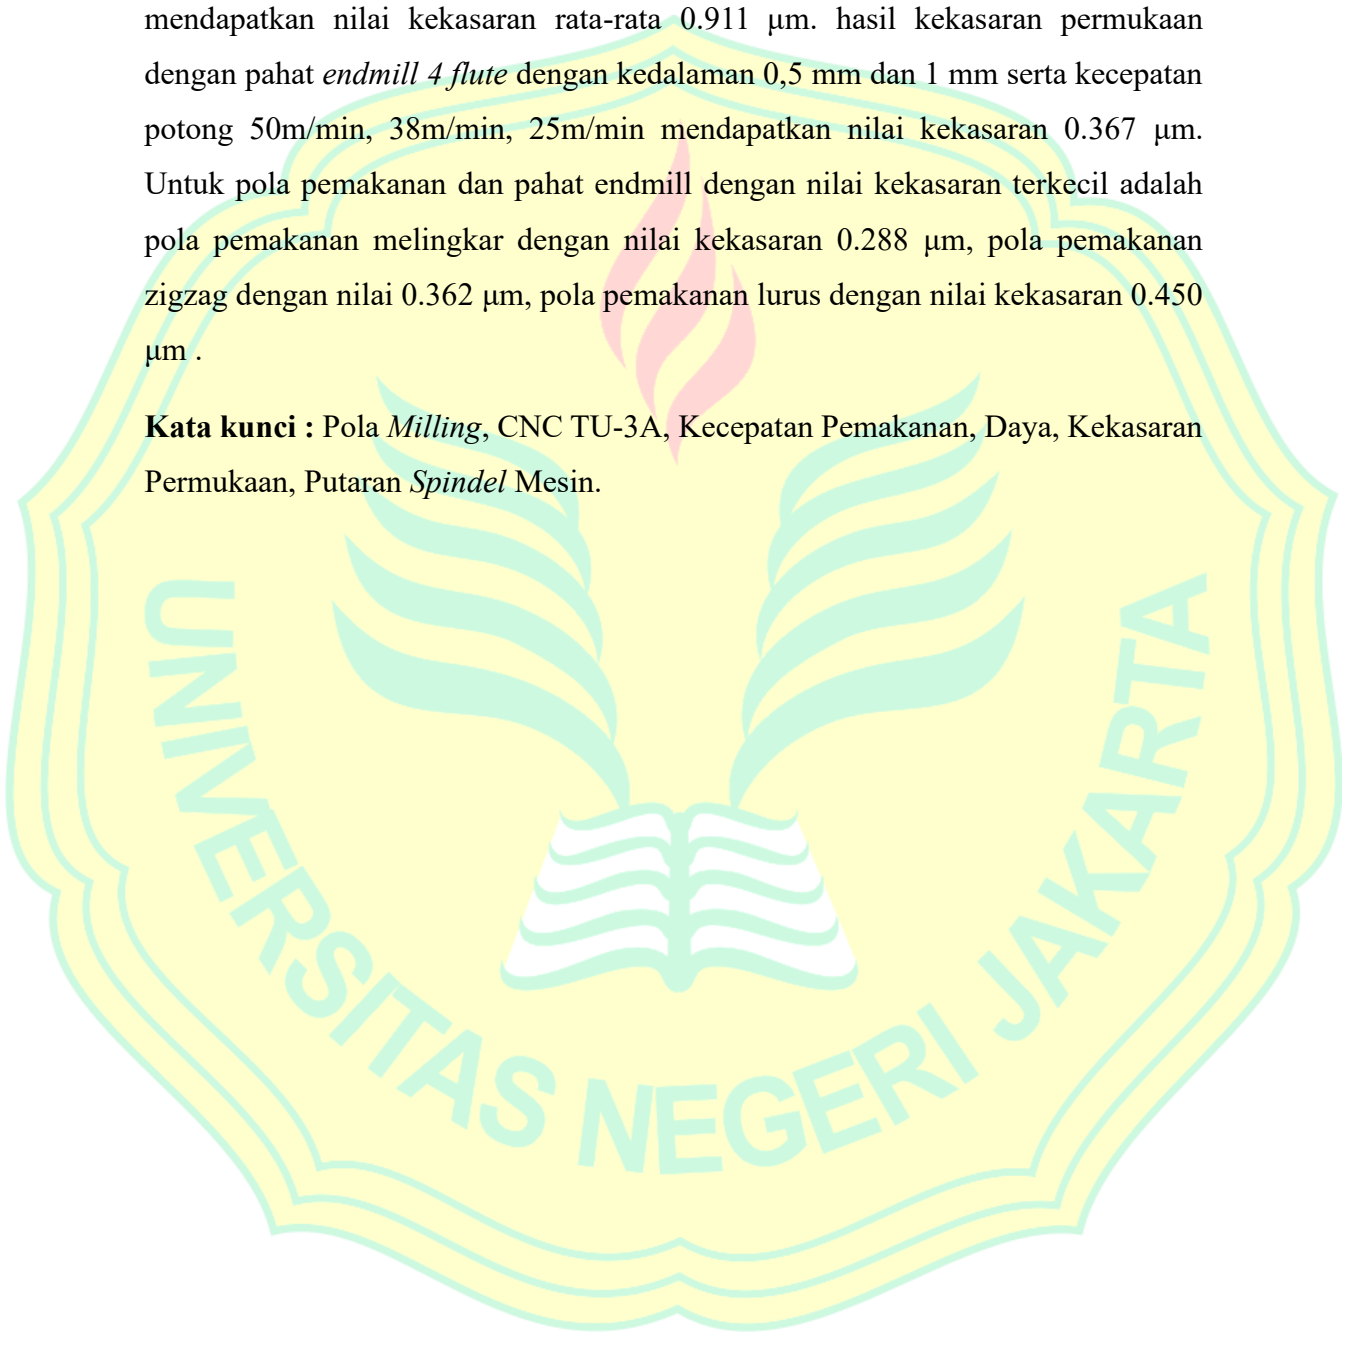 mendapatkan nilai kekasaran rata-rata 0.911 μm. hasil kekasaran permukaan
dengan pahat endmill 4 flute dengan kedalaman 0,5 mm dan 1 mm serta kecepatan
potong 50m/min, 38m/min, 25m/min mendapatkan nilai kekasaran 0.367 μm.
Untuk pola pemakanan dan pahat endmill dengan nilai kekasaran terkecil adalah
pola pemakanan melingkar dengan nilai kekasaran 0.288 μm, pola pemakanan
zigzag dengan nilai 0.362 μm, pola pemakanan lurus dengan nilai kekasaran 0.450
μm .
Kata kunci : Pola Milling, CNC TU-3A, Kecepatan Pemakanan, Daya, Kekasaran
Permukaan, Putaran Spindel Mesin.
UNIVERSITAS NEGERI JAKARTA